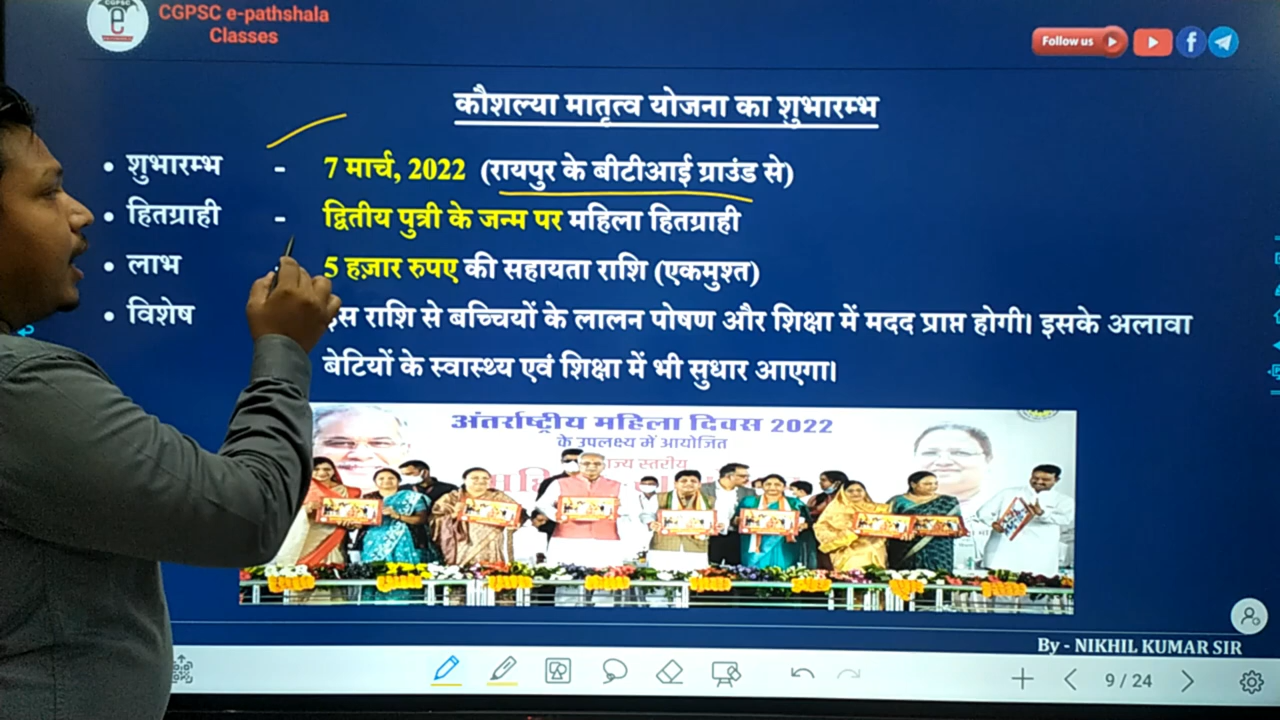 CGPSC
e
CGPSC e-pathshala
Classes
Follow us
कौशल्या मातृत्व योजना का शुभारम्भ
• शुभारम्भ - 7 मार्च, 2022 (रायपुर के बीटीआई ग्राउंड से)
• हितग्राही - द्वितीय पुत्री के जन्म पर महिला हितग्राही
• लाभ 5 हज़ार रुपए की सहायता राशि (एकमुश्त)
• विशेष इस राशि से बच्चियों के लालन पोषण और शिक्षा में मदद प्राप्त होगी। इसके अलावा
बेटियों के स्वास्थ्य एवं शिक्षा में भी सुधार आएगा।
अंतर्राष्ट्रीय महिला दिवस 2022
के उपलक्ष्य में आयोजित
राज्य स्तरीय
By - NIKHIL KUMAR SIR
9 / 24